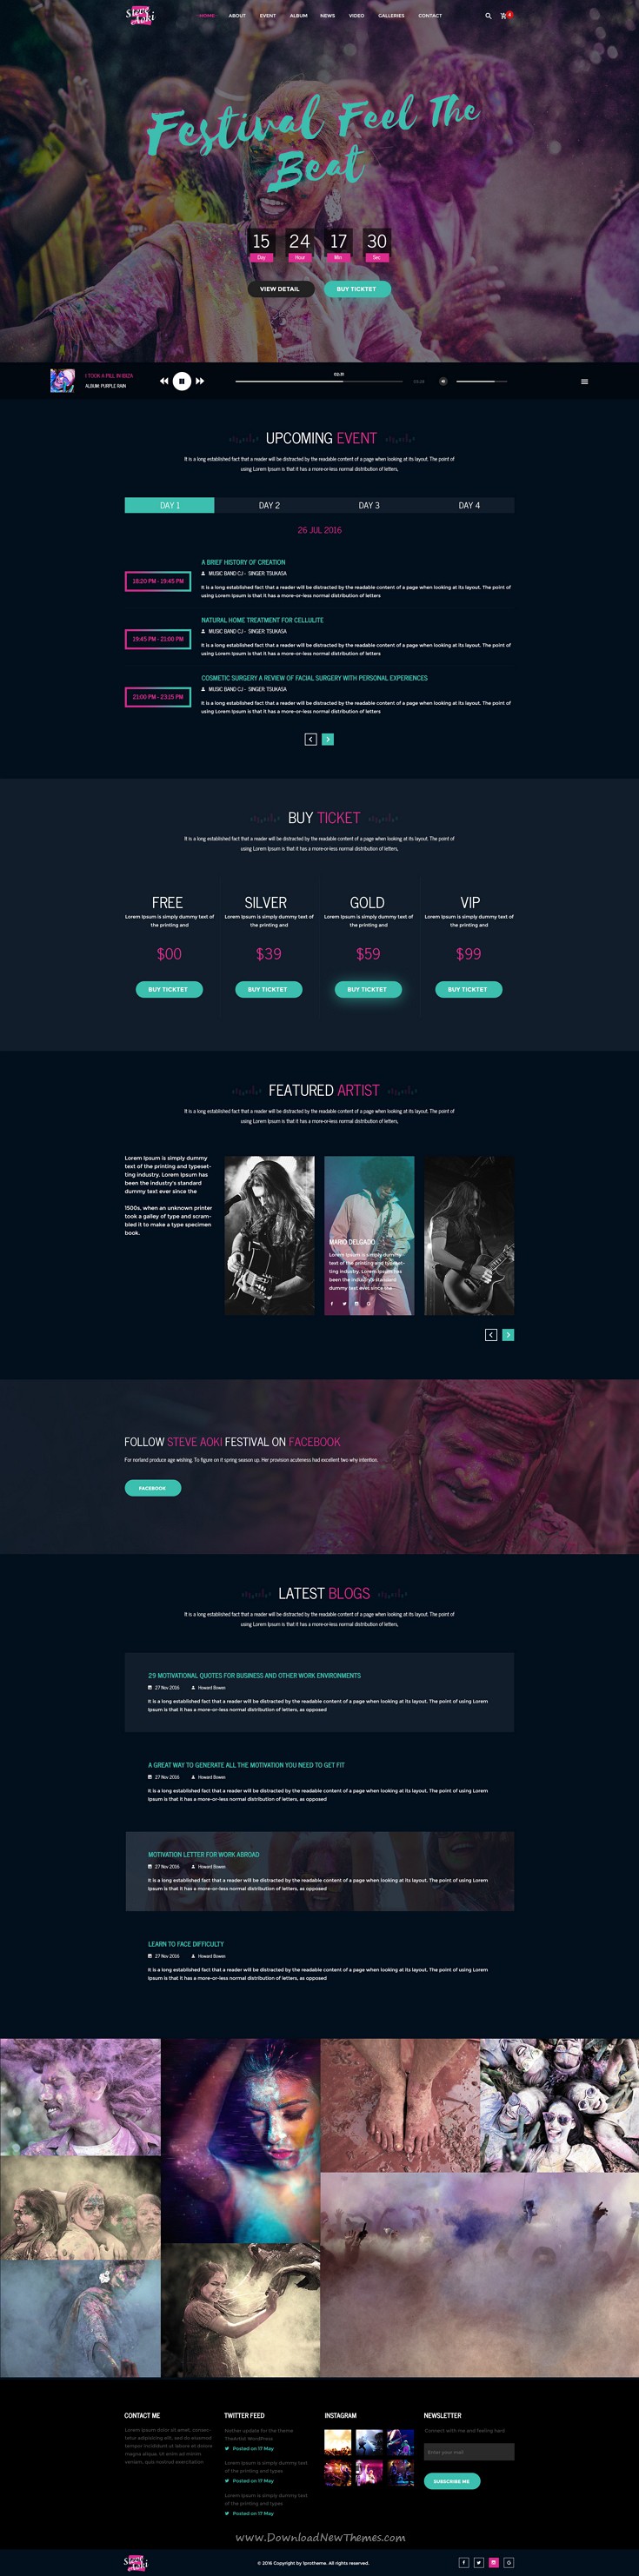 Steve Aoki
HOME ABOUT EVENT ALBUM NEWS VIDEO GALLERIES CONTACT
4
Festival Feel The
Beat
15 24 17 30
Day Hour Min Sec
VIEW DETAIL BUY TICKTET
I TOOK A PILL IN IBIZA
ALBUM: PURPLE RAIN
UPCOMING EVENT
It is a long established fact that a reader will be distracted by the readable content of a page when looking at its layout. The point of
using Lorem Ipsum is that it has a more-or-less normal distribution of letters,
DAY 1 DAY 2 DAY 3 DAY 4
26 JUL 2016
A BRIEF HISTORY OF CREATION
MUSIC BAND CJ - SINGER: TSUKASA
18:20 PM - 19:45 PM
It is a long established fact that a reader will be distracted by the readable content of a page when looking at its layout. The point of
using Lorem Ipsum is that it has a more-or-less normal distribution of letters
NATURAL HOME TREATMENT FOR CELLULITE
MUSIC BAND CJ - SINGER: TSUKASA
19:45 PM - 21:00 PM
It is a long established fact that a reader will be distracted by the readable content of a page when looking at its layout. The point of
using Lorem Ipsum is that it has a more-or-less normal distribution of letters
COSMETIC SURGERY A REVIEW OF FACIAL SURGERY WITH PERSONAL EXPERIENCES
MUSIC BAND CJ - SINGER: TSUKASA
21:00 PM - 23:15 PM
It is a long established fact that a reader will be distracted by the readable content of a page when looking at its layout. The point of
using Lorem Ipsum is that it has a more-or-less normal distribution of letters
BUY TICKET
It is a long established fact that a reader will be distracted by the readable content of a page when looking at its layout. The point of
using Lorem Ipsum is that it has a more-or-less normal distribution of letters,
FREE SILVER GOLD VIP
Lorem Ipsum is simply dummy text of
the printing and
Lorem Ipsum is simply dummy text of
the printing and
Lorem Ipsum is simply dummy text of
the printing and
Lorem Ipsum is simply dummy text of
the printing and
$00 $39 $59 $99
BUY TICKTET BUY TICKTET BUY TICKTET BUY TICKTET
FEATURED ARTIST
It is a long established fact that a reader will be distracted by the readable content of a page when looking at its layout. The point of
using Lorem Ipsum is that it has a more-or-less normal distribution of letters,
Lorem Ipsum is simply dummy
text of the printing and typeset-
ting industry. Lorem Ipsum has
been the industry's standard
dummy text ever since the
1500s, when an unknown printer
took a galley of type and scram-
bled it to make a type specimen
book.
MARIO DELGADO
Lorem Ipsum is simply dummy
text of the printing and typeset-
ting industry. Lorem Ipsum has
been the industry's standard
dummy text ever since the
FOLLOW STEVE AOKI FESTIVAL ON FACEBOOK
For norland produce age wishing. To figure on it spring season up. Her provision acuteness had excellent two why intention.
FACEBOOK
LATEST BLOGS
It is a long established fact that a reader will be distracted by the readable content of a page when looking at its layout. The point of
using Lorem Ipsum is that it has a more-or-less normal distribution of letters,
29 MOTIVATIONAL QUOTES FOR BUSINESS AND OTHER WORK ENVIRONMENTS
27 Nov 2016 Howard Bowen
It is a long established fact that a reader will be distracted by the readable content of a page when looking at its layout. The point of using Lorem
Ipsum is that it has a more-or-less normal distribution of letters, as opposed
A GREAT WAY TO GENERATE ALL THE MOTIVATION YOU NEED TO GET FIT
27 Nov 2016 Howard Bowen
It is a long established fact that a reader will be distracted by the readable content of a page when looking at its layout. The point of using Lorem
Ipsum is that it has a more-or-less normal distribution of letters, as opposed
MOTIVATION LETTER FOR WORK ABROAD
27 Nov 2016 Howard Bowen
It is a long established fact that a reader will be distracted by the readable content of a page when looking at its layout. The point of using Lorem
Ipsum is that it has a more-or-less normal distribution of letters, as opposed
LEARN TO FACE DIFFICULTY
27 Nov 2016 Howard Bowen
It is a long established fact that a reader will be distracted by the readable content of a page when looking at its layout. The point of using Lorem
Ipsum is that it has a more-or-less normal distribution of letters, as opposed
CONTACT ME
Lorem ipsum dolor sit amet, consec-
tetur adipiscing elit, sed do eiusmod
tempor incididunt ut labore et dolore
magna aliqua. Ut enim ad minim
veniam, quis nostrud exercitation
TWITTER FEED
Nother update for the theme
TheArtist WordPress
Posted on 17 May
Lorem Ipsum is simply dummy text
of the printing and types
Posted on 17 May
Lorem Ipsum is simply dummy text
of the printing and types
Posted on 17 May
INSTAGRAM
NEWSLETTER
Connect with me and feeling hard
Enter your mail
SUBSCRIBE ME
www.DownloadNewThemes.com
Steve Aoki
© 2016 Copyright by 1protheme. All rights reserved.